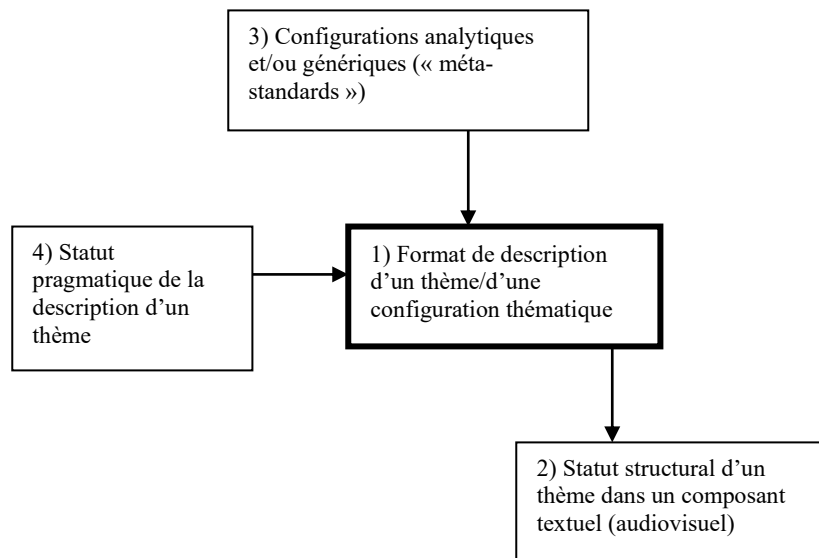 3) Configurations analytiques
et/ou génériques (« méta-
standards »)
4) Statut
pragmatique de la
description d’un
thème
1) Format de description
d’un thème/d’une
configuration thématique
2) Statut structural d’un
thème dans un composant
textuel (audiovisuel)